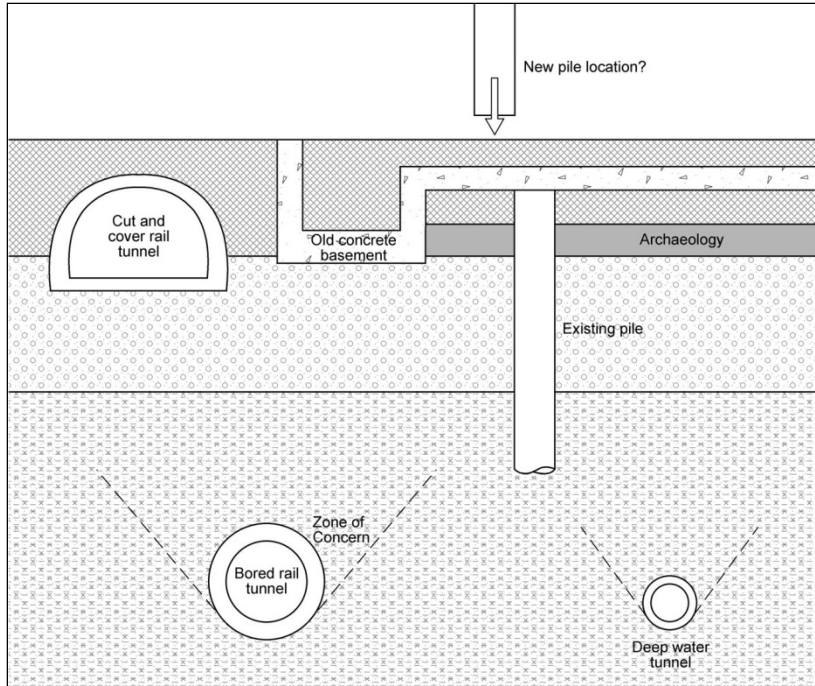 New pile location?
Cut and
cover rail
tunnel
Old concrete
basement
Archaeology
Existing pile
Zone of
Concern
Bored rail
tunnel
Deep water
tunnel